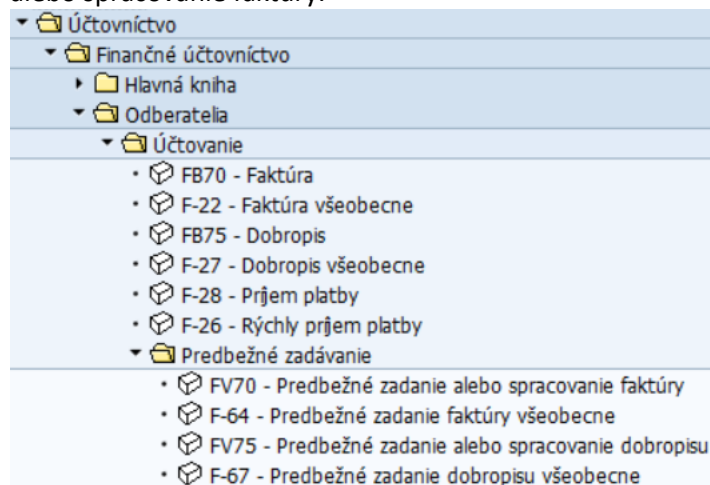 alebo spracovanie faktúry.
Účtovníctvo
Finančné účtovníctvo
Hlavná kniha
Odberatelia
Účtovanie
FB70 - Faktúra
F-22 - Faktúra všeobecne
FB75 - Dobropis
F-27 - Dobropis všeobecne
F-28 - Príjem platby
F-26 - Rýchly príjem platby
Predbežné zadávanie
FV70 - Predbežné zadanie alebo spracovanie faktúry
F-64 - Predbežné zadanie faktúry všeobecne
FV75 - Predbežné zadanie alebo spracovanie dobropisu
F-67 - Predbežné zadanie dobropisu všeobecne